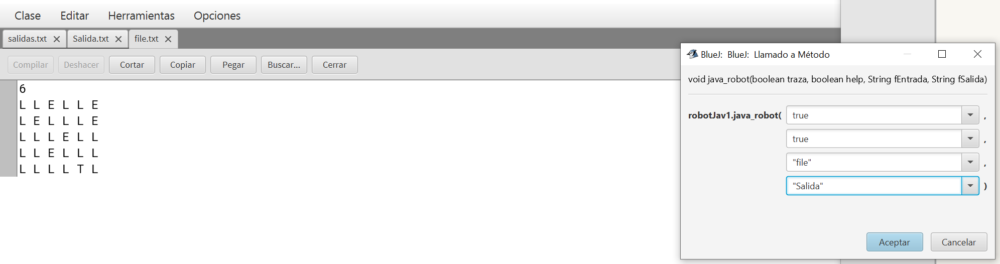 Clase Editar Herramientas Opciones
salidas.txt Salida.txt file.txt
Compilar Deshacer Cortar Copiar Pegar Buscar... Cerrar
6
L L E L L E
L E L L L E
L L L E L L
L L E L L L
L L L L T L
BlueJ: BlueJ: Llamado a Método
void java_robot(boolean traza, boolean help, String fEntrada, String fSalida)
robotJav1.java_robot( true ,
true ,
"file" ,
"Salida" )
Aceptar Cancelar